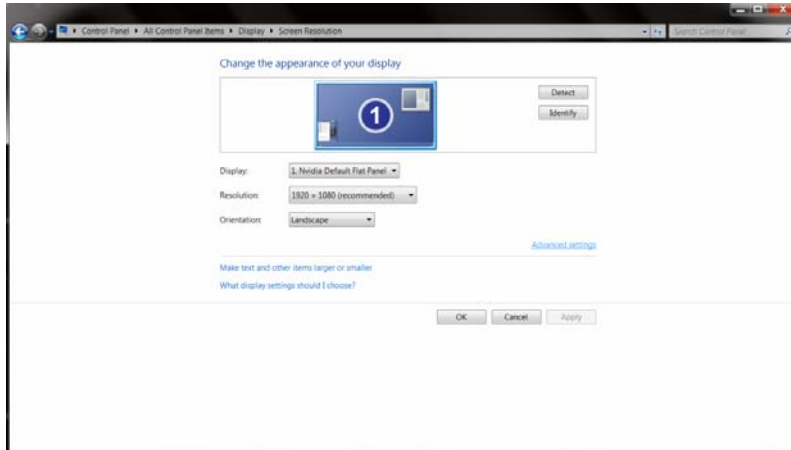 Control Panel ▸ All Control Panel Items ▸ Display ▸ Screen Resolution
Search Control Panel
Change the appearance of your display
1
Detect
Identify
Display: 1. Nvidia Default Flat Panel
Resolution: 1920 × 1080 (recommended)
Orientation: Landscape
Advanced settings
Make text and other items larger or smaller
What display settings should I choose?
OK Cancel Apply